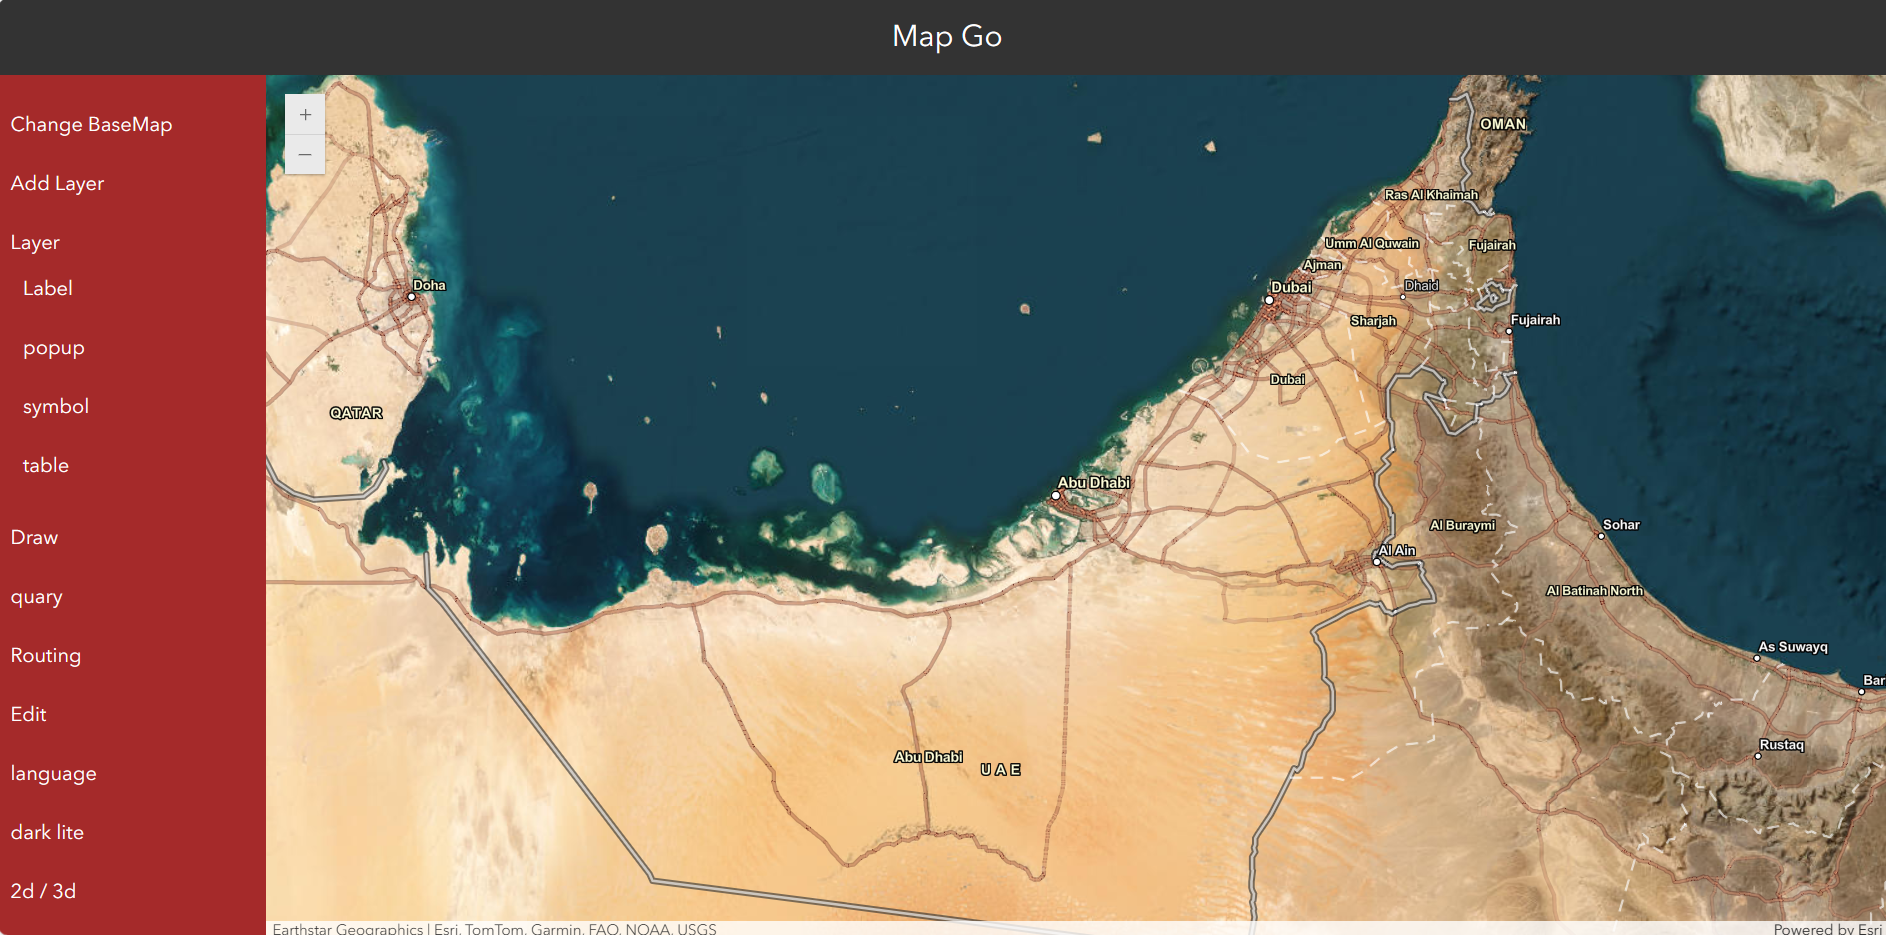 Map Go
Change BaseMap
Add Layer
Layer
Label
popup
symbol
table
Draw
quary
Routing
Edit
language
dark lite
2d / 3d
+
−
OMAN
Ras Al Khaimah
Umm Al Quwain
Fujairah
Ajman
Doha
Dubai
Dhaid
Sharjah
Fujairah
Dubai
QATAR
Abu Dhabi
Al Buraymi
Sohar
Al Ain
Al Batinah North
As Suwayq
Bar
Rustaq
Abu Dhabi
UAE
Earthstar Geographics | Esri, TomTom, Garmin, FAO, NOAA, USGS
Powered by Esri